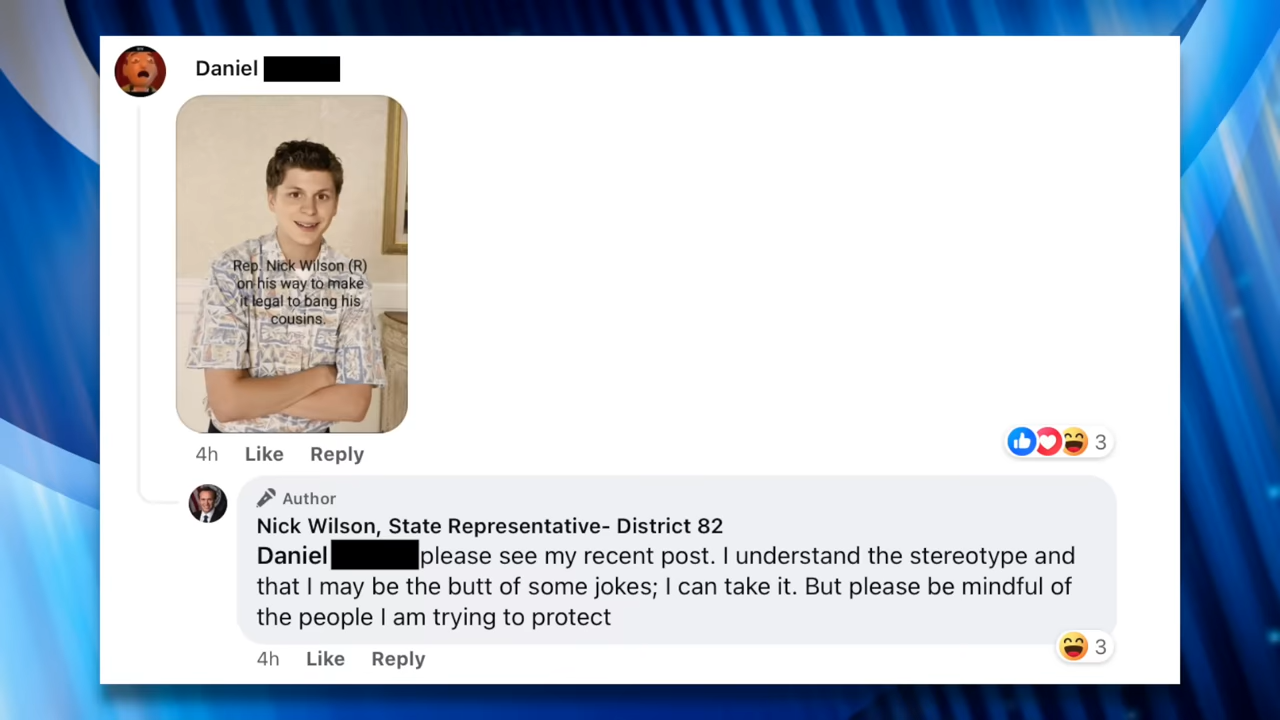 Daniel
Rep. Nick Wilson (R)
on his way to make
it legal to bang his
cousins.
4h Like Reply
3
Author
Nick Wilson, State Representative- District 82
Daniel please see my recent post. I understand the stereotype and
that I may be the butt of some jokes; I can take it. But please be mindful of
the people I am trying to protect
3
4h Like Reply